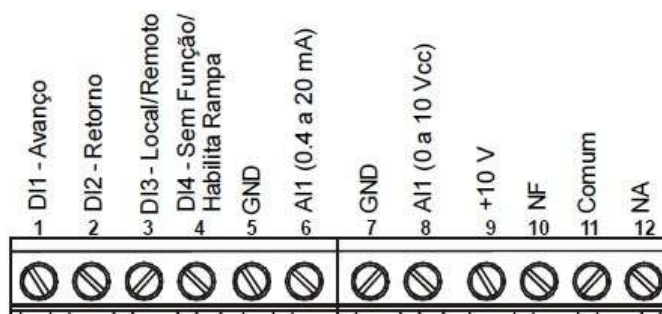 DI1 - Avanço
DI2 - Retorno
DI3 - Local/Remoto
DI4 - Sem Função/
Habilita Rampa
GND
AI1 (0.4 a 20 mA)
GND
AI1 (0 a 10 Vcc)
+10 V
NF
Comum
NA
1 2 3 4 5 6 7 8 9 10 11 12